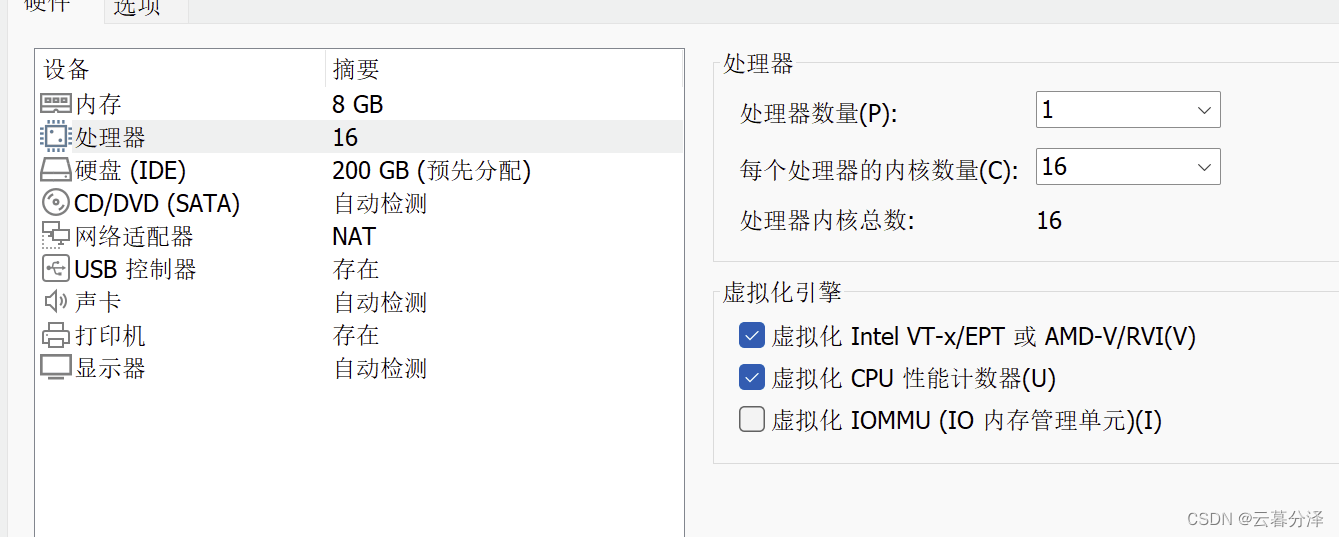 硬件 选项
设备 摘要
内存 8 GB
处理器 16
硬盘 (IDE) 200 GB (预先分配)
CD/DVD (SATA) 自动检测
网络适配器 NAT
USB 控制器 存在
声卡 自动检测
打印机 存在
显示器 自动检测
处理器
处理器数量(P): 1
每个处理器的内核数量(C): 16
处理器内核总数: 16
虚拟化引擎
虚拟化 Intel VT-x/EPT 或 AMD-V/RVI(V)
虚拟化 CPU 性能计数器(U)
虚拟化 IOMMU (IO 内存管理单元)(I)
CSDN @云暮分泽